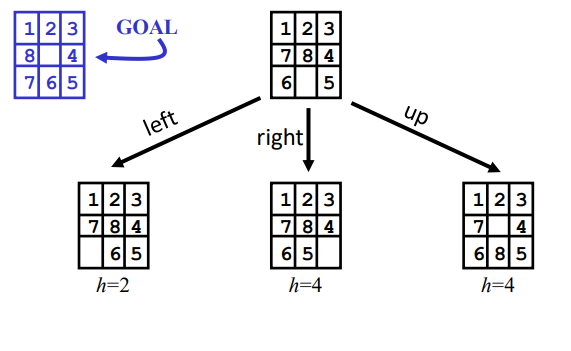 1 2 3
8 4
7 6 5
GOAL
1 2 3
7 8 4
6 5
left
right
up
1 2 3
7 8 4
6 5
h=2
1 2 3
7 8 4
6 5
h=4
1 2 3
7 4
6 8 5
h=4